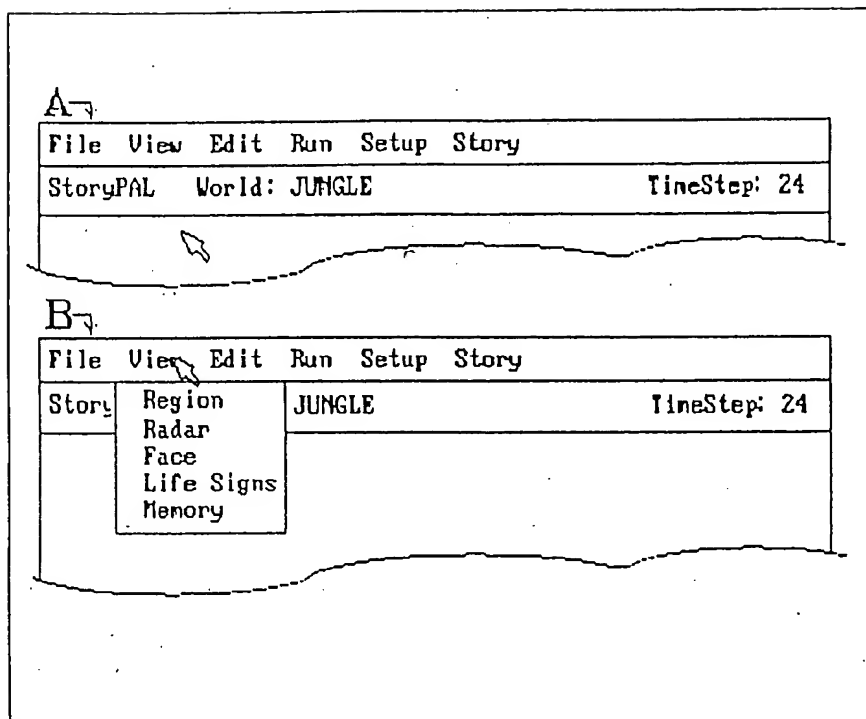 A
File View Edit Run Setup Story
StoryPAL World: JUNGLE TimeStep: 24
B
File View Edit Run Setup Story
Story JUNGLE TimeStep: 24
Region
Radar
Face
Life Signs
Memory